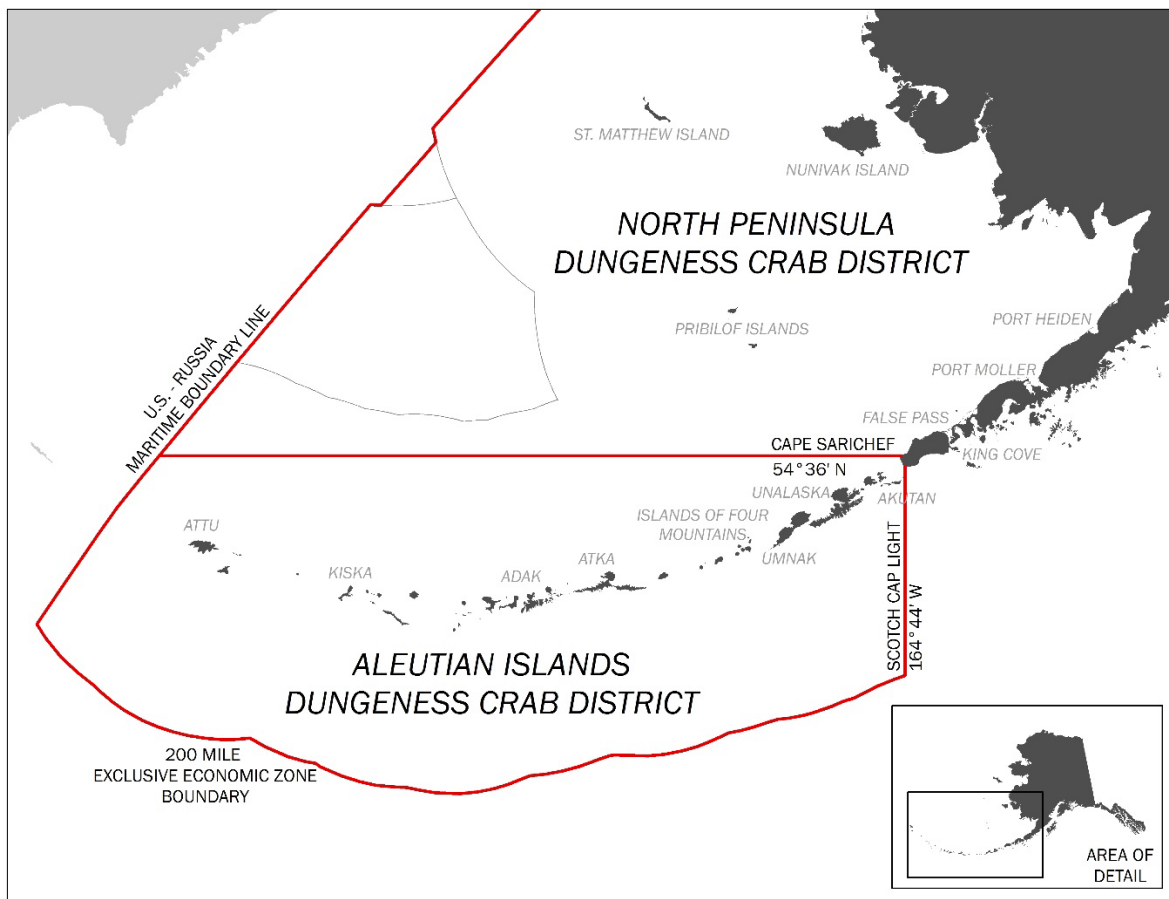 ST. MATTHEW ISLAND
NUNIVAK ISLAND
NORTH PENINSULA
DUNGENESS CRAB DISTRICT
PRIBILOF ISLANDS
PORT HEIDEN
PORT MOLLER
FALSE PASS
KING COVE
U.S. - RUSSIA
MARITIME BOUNDARY LINE
CAPE SARICHEF
54°36' N
UNALASKA
AKUTAN
ISLANDS OF FOUR
MOUNTAINS
UMNAK
ATTU
KISKA
ADAK
ATKA
SCOTCH CAP LIGHT
164°44' W
ALEUTIAN ISLANDS
DUNGENESS CRAB DISTRICT
200 MILE
EXCLUSIVE ECONOMIC ZONE
BOUNDARY
AREA OF
DETAIL